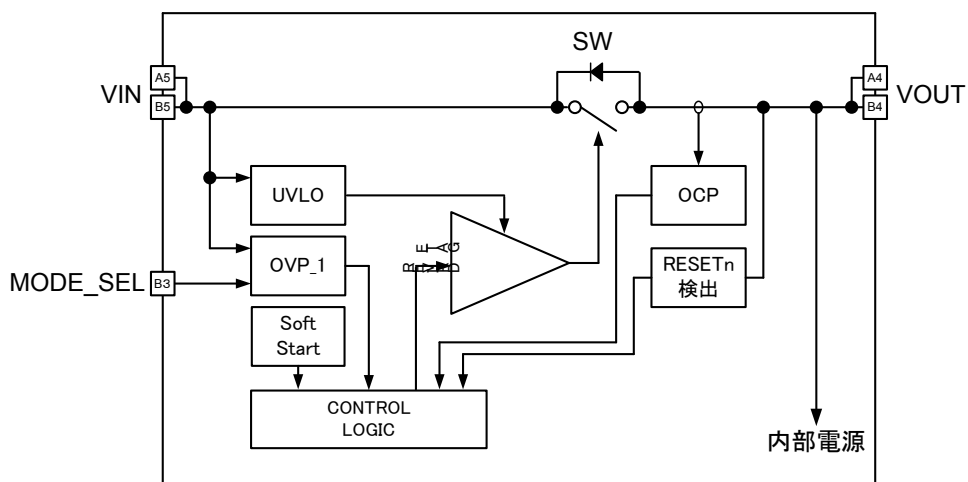 SW
A5
VIN
B5
A4
VOUT
B4
UVLO
OCP
OVP_1
RESETn
検出
MODE_SEL
B3
Soft
Start
CONTROL
LOGIC
内部電源